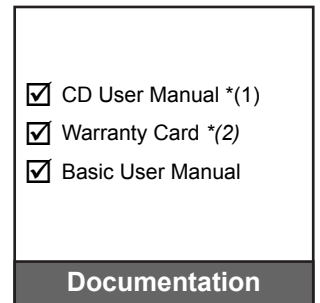 ☑ CD User Manual *(1)
☑ Warranty Card *(2)
☑ Basic User Manual
Documentation